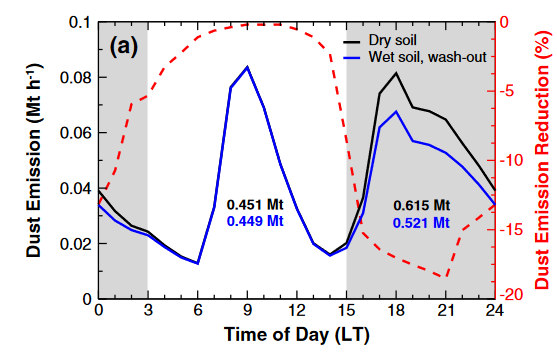 (a)
Dry soil
Wet soil, wash-out
0.451 Mt
0.449 Mt
0.615 Mt
0.521 Mt
Dust Emission (Mt h⁻¹)
0.1
0.08
0.06
0.04
0.02
0
0 3 6 9 12 15 18 21 24
Time of Day (LT)
0
-5
-10
-15
-20
Dust Emission Reduction (%)